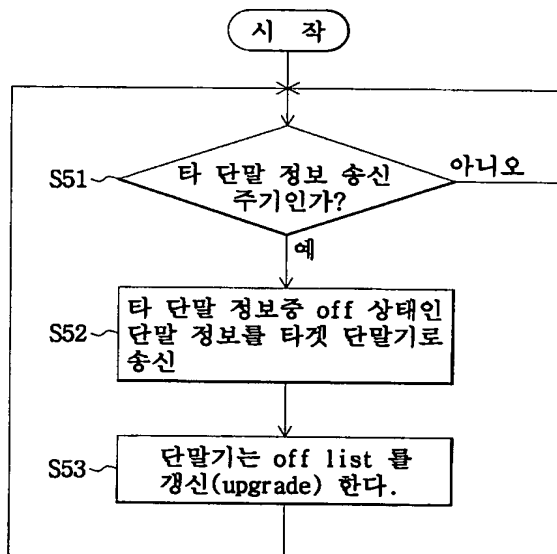 시 작
S51
타 단말 정보 송신
주기인가?
아니오
예
S52
타 단말 정보중 off 상태인
단말 정보를 타겟 단말기로
송신
S53
단말기는 off list 를
갱신(upgrade) 한다.